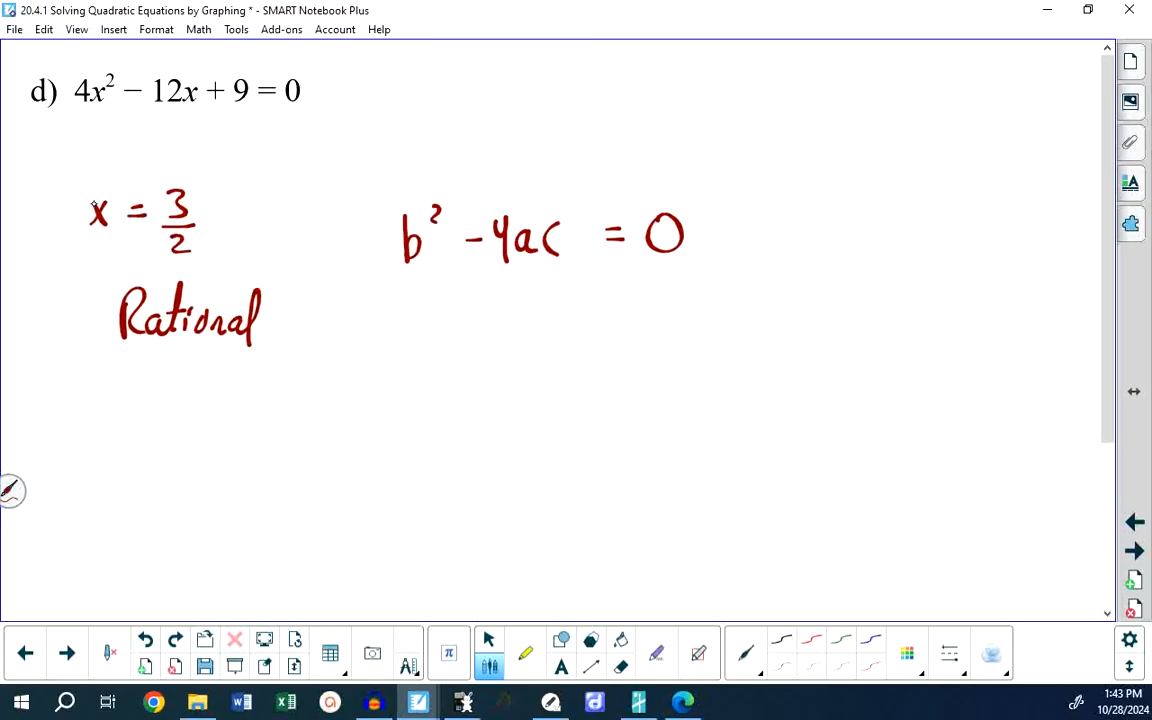 20.4.1 Solving Quadratic Equations by Graphing * - SMART Notebook Plus
File Edit View Insert Format Math Tools Add-ons Account Help
d) 4x² − 12x + 9 = 0
x = 3/2
b² - 4ac = 0
Rational
1:43 PM
10/28/2024